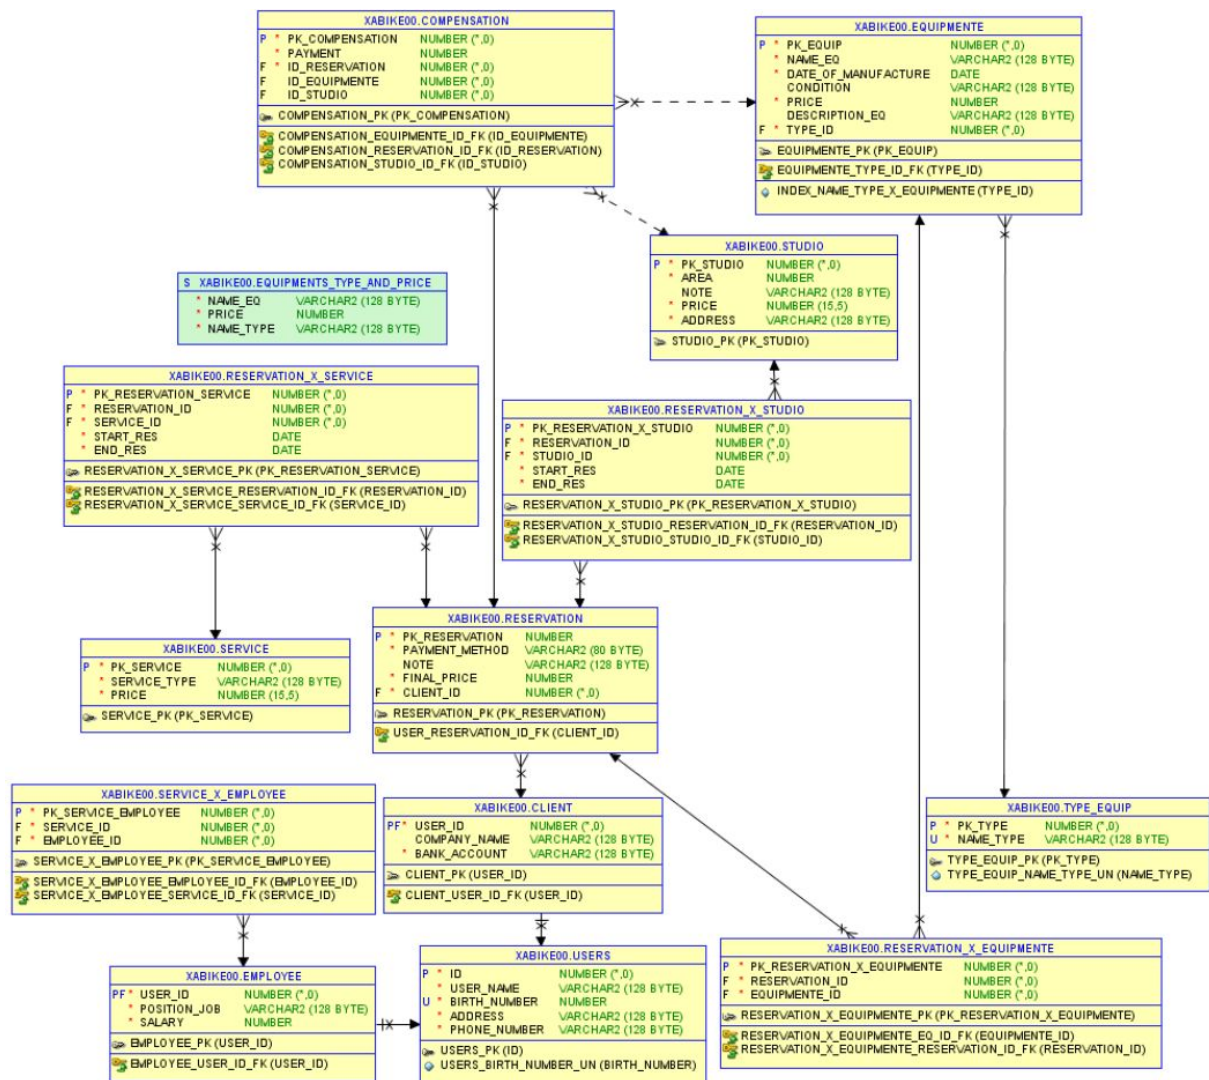 XABIKE00.COMPENSATION
P * PK_COMPENSATION NUMBER (*,0)
* PAYMENT NUMBER
F * ID_RESERVATION NUMBER (*,0)
F ID_EQUIPMENTE NUMBER (*,0)
F ID_STUDIO NUMBER (*,0)
COMPENSATION_PK (PK_COMPENSATION)
COMPENSATION_EQUIPMENTE_ID_FK (ID_EQUIPMENTE)
COMPENSATION_RESERVATION_ID_FK (ID_RESERVATION)
COMPENSATION_STUDIO_ID_FK (ID_STUDIO)
XABIKE00.EQUIPMENTE
P * PK_EQUIP NUMBER (*,0)
* NAME_EQ VARCHAR2 (128 BYTE)
* DATE_OF_MANUFACTURE DATE
CONDITION VARCHAR2 (128 BYTE)
* PRICE NUMBER
DESCRIPTION_EQ VARCHAR2 (128 BYTE)
F * TYPE_ID NUMBER (*,0)
EQUIPMENTE_PK (PK_EQUIP)
EQUIPMENTE_TYPE_ID_FK (TYPE_ID)
INDEX_NAME_TYPE_X_EQUIPMENTE (TYPE_ID)
XABIKE00.STUDIO
P * PK_STUDIO NUMBER (*,0)
* AREA NUMBER
NOTE VARCHAR2 (128 BYTE)
* PRICE NUMBER (15,5)
* ADDRESS VARCHAR2 (128 BYTE)
STUDIO_PK (PK_STUDIO)
S XABIKE00.EQUIPMENTS_TYPE_AND_PRICE
* NAME_EQ VARCHAR2 (128 BYTE)
* PRICE NUMBER
* NAME_TYPE VARCHAR2 (128 BYTE)
XABIKE00.RESERVATION_X_SERVICE
P * PK_RESERVATION_SERVICE NUMBER (*,0)
F * RESERVATION_ID NUMBER (*,0)
F * SERVICE_ID NUMBER (*,0)
* START_RES DATE
* END_RES DATE
RESERVATION_X_SERVICE_PK (PK_RESERVATION_SERVICE)
RESERVATION_X_SERVICE_RESERVATION_ID_FK (RESERVATION_ID)
RESERVATION_X_SERVICE_SERVICE_ID_FK (SERVICE_ID)
XABIKE00.RESERVATION_X_STUDIO
P * PK_RESERVATION_X_STUDIO NUMBER (*,0)
F * RESERVATION_ID NUMBER (*,0)
F * STUDIO_ID NUMBER (*,0)
* START_RES DATE
* END_RES DATE
RESERVATION_X_STUDIO_PK (PK_RESERVATION_X_STUDIO)
RESERVATION_X_STUDIO_RESERVATION_ID_FK (RESERVATION_ID)
RESERVATION_X_STUDIO_STUDIO_ID_FK (STUDIO_ID)
XABIKE00.RESERVATION
P * PK_RESERVATION NUMBER
* PAYMENT_METHOD VARCHAR2 (80 BYTE)
NOTE VARCHAR2 (128 BYTE)
* FINAL_PRICE NUMBER
F * CLIENT_ID NUMBER (*,0)
RESERVATION_PK (PK_RESERVATION)
USER_RESERVATION_ID_FK (CLIENT_ID)
XABIKE00.SERVICE
P * PK_SERVICE NUMBER (*,0)
* SERVICE_TYPE VARCHAR2 (128 BYTE)
* PRICE NUMBER (15,5)
SERVICE_PK (PK_SERVICE)
XABIKE00.SERVICE_X_EMPLOYEE
P * PK_SERVICE_EMPLOYEE NUMBER (*,0)
F * SERVICE_ID NUMBER (*,0)
F * EMPLOYEE_ID NUMBER (*,0)
SERVICE_X_EMPLOYEE_PK (PK_SERVICE_EMPLOYEE)
SERVICE_X_EMPLOYEE_EMPLOYEE_ID_FK (EMPLOYEE_ID)
SERVICE_X_EMPLOYEE_SERVICE_ID_FK (SERVICE_ID)
XABIKE00.CLIENT
PF * USER_ID NUMBER (*,0)
COMPANY_NAME VARCHAR2 (128 BYTE)
* BANK_ACCOUNT VARCHAR2 (128 BYTE)
CLIENT_PK (USER_ID)
CLIENT_USER_ID_FK (USER_ID)
XABIKE00.TYPE_EQUIP
P * PK_TYPE NUMBER (*,0)
U * NAME_TYPE VARCHAR2 (128 BYTE)
TYPE_EQUIP_PK (PK_TYPE)
TYPE_EQUIP_NAME_TYPE_UN (NAME_TYPE)
XABIKE00.EMPLOYEE
PF * USER_ID NUMBER (*,0)
* POSITION_JOB VARCHAR2 (128 BYTE)
* SALARY NUMBER
EMPLOYEE_PK (USER_ID)
EMPLOYEE_USER_ID_FK (USER_ID)
XABIKE00.USERS
P * ID NUMBER (*,0)
* USER_NAME VARCHAR2 (128 BYTE)
U * BIRTH_NUMBER NUMBER
* ADDRESS VARCHAR2 (128 BYTE)
* PHONE_NUMBER VARCHAR2 (128 BYTE)
USERS_PK (ID)
USERS_BIRTH_NUMBER_UN (BIRTH_NUMBER)
XABIKE00.RESERVATION_X_EQUIPMENTE
P * PK_RESERVATION_X_EQUIPMENTE NUMBER (*,0)
F * RESERVATION_ID NUMBER (*,0)
F * EQUIPMENTE_ID NUMBER (*,0)
RESERVATION_X_EQUIPMENTE_PK (PK_RESERVATION_X_EQUIPMENTE)
RESERVATION_X_EQUIPMENTE_EQ_ID_FK (EQUIPMENTE_ID)
RESERVATION_X_EQUIPMENTE_RESERVATION_ID_FK (RESERVATION_ID)